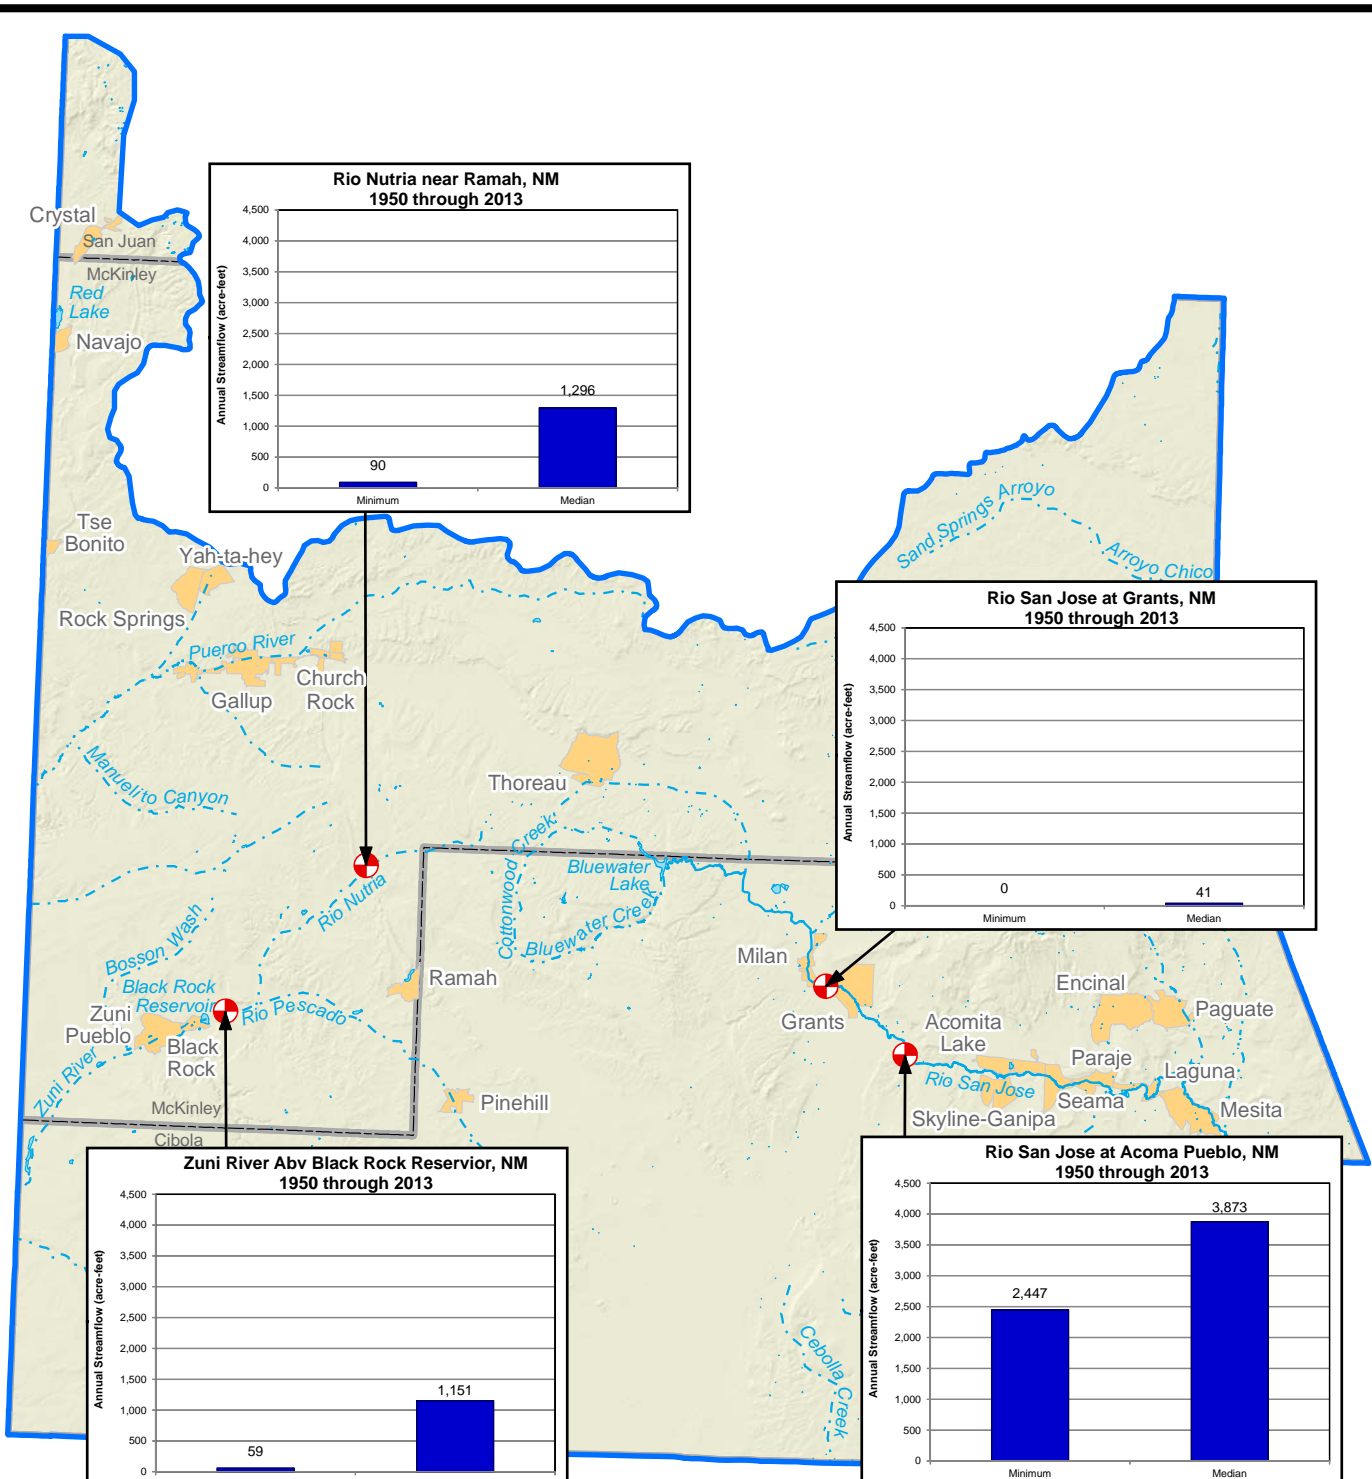 Rio Nutria near Ramah, NM
1950 through 2013
Annual Streamflow (acre-feet)
4,500
4,000
3,500
3,000
2,500
2,000
1,500
1,000
500
0
90
1,296
Minimum
Median
Crystal
San Juan
McKinley
Red
Lake
Navajo
Tse
Bonito
Yah-ta-hey
Rock Springs
Puerco River
Gallup
Church
Rock
Manuelito Canyon
Thoreau
Sand Springs Arroyo
Arroyo Chico
Rio San Jose at Grants, NM
1950 through 2013
Annual Streamflow (acre-feet)
4,500
4,000
3,500
3,000
2,500
2,000
1,500
1,000
500
0
0
41
Minimum
Median
Cottonwood Creek
Bluewater
Lake
Bluewater Creek
Rio Nutria
Bosson Wash
Black Rock
Reservoir
Rio Pescado
Ramah
Zuni
Pueblo
Black
Rock
Zuni River
McKinley
Cibola
Pinehill
Milan
Grants
Acomita
Lake
Encinal
Paguate
Paraje
Laguna
Rio San Jose
Seama
Skyline-Ganipa
Mesita
Cebolla Creek
Zuni River Abv Black Rock Reservior, NM
1950 through 2013
Annual Streamflow (acre-feet)
4,500
4,000
3,500
3,000
2,500
2,000
1,500
1,000
500
0
59
1,151
Rio San Jose at Acoma Pueblo, NM
1950 through 2013
Annual Streamflow (acre-feet)
4,500
4,000
3,500
3,000
2,500
2,000
1,500
1,000
500
0
2,447
3,873
Minimum
Median